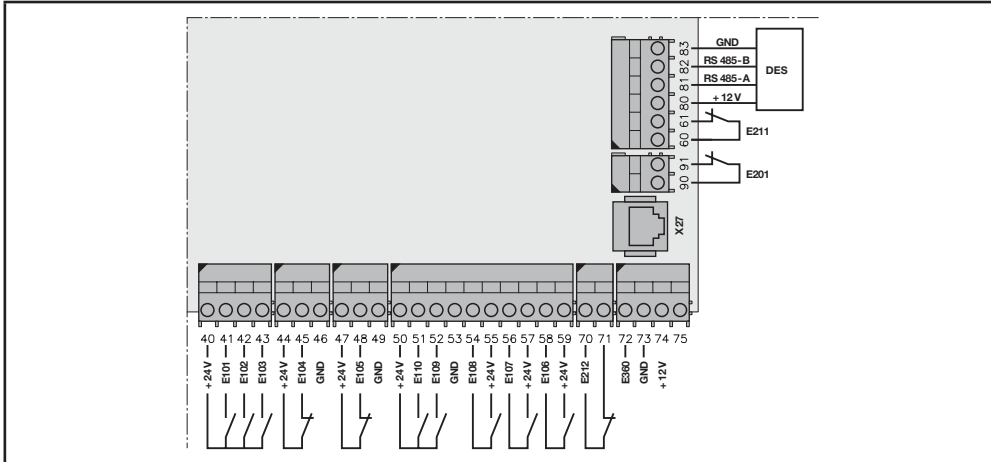 83 GND
82 RS 485-B
81 RS 485-A
80 + 12 V
DES
61
60
E211
91
90
E201
X27
40 41 42 43 44 45 46 47 48 49 50 51 52 53 54 55 56 57 58 59 70 71 72 73 74 75
+ 24 V E101 E102 E103 + 24 V E104 GND + 24 V E105 GND + 24 V E110 E109 GND E108 + 24 V E107 + 24 V E106 + 24 V E212 E360 GND + 12 V